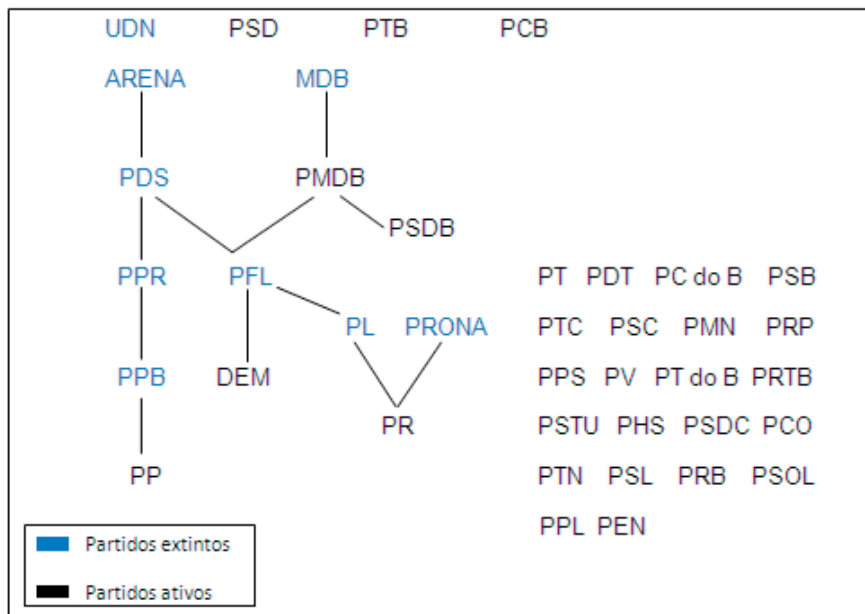 UDN PSD PTB PCB
ARENA MDB
PDS PMDB
PSDB
PPR PFL PT PDT PC do B PSB
PL PRONA PTC PSC PMN PRP
PPB DEM PPS PV PT do B PRTB
PR PSTU PHS PSDC PCO
PP PTN PSL PRB PSOL
PPL PEN
Partidos extintos
Partidos ativos